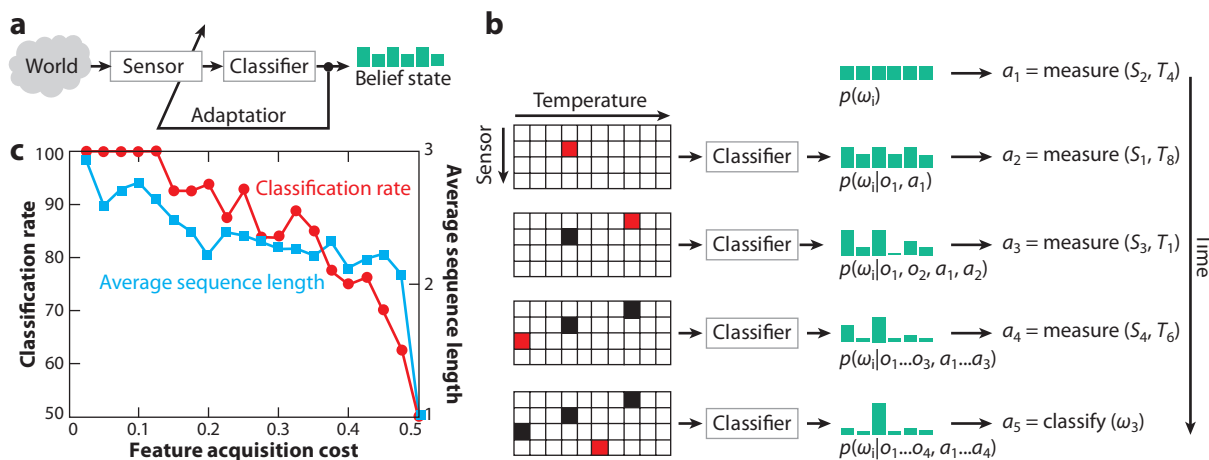 a
World
Sensor
Classifier
Belief state
Adaptatior
b
Temperature
Sensor
p(ωi)
a1 = measure (S2, T4)
Classifier
p(ωi|o1, a1)
a2 = measure (S1, T8)
Classifier
p(ωi|o1, o2, a1, a2)
a3 = measure (S3, T1)
Classifier
p(ωi|o1...o3, a1...a3)
a4 = measure (S4, T6)
Classifier
p(ωi|o1...o4, a1...a4)
a5 = classify (ω3)
Time
c
Classification rate
100
90
80
70
60
50
0
0.1
0.2
0.3
0.4
0.5
Feature acquisition cost
3
2
1
Average sequence length
Classification rate
Average sequence length